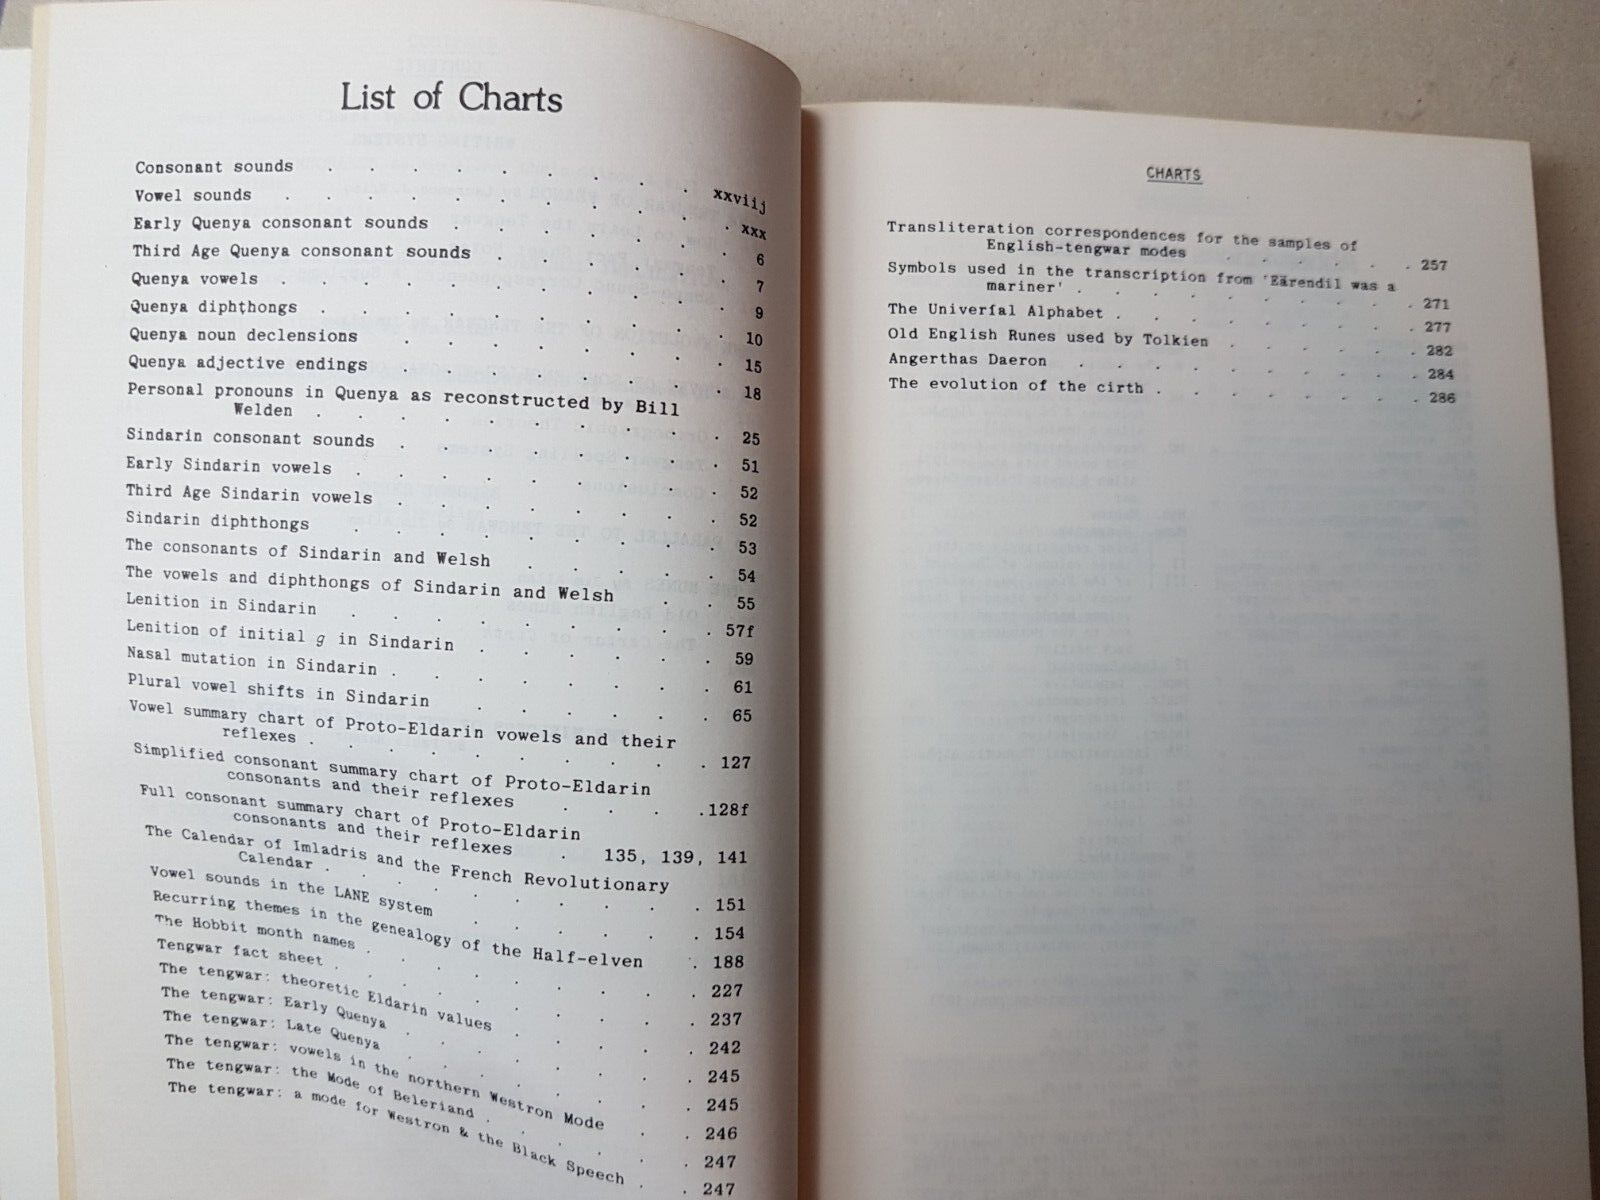 List of Charts
Consonant sounds . . . . . . . . . xxviij
Vowel sounds . . . . . . . . . . xxx
Early Quenya consonant sounds . . . . . . . 6
Third Age Quenya consonant sounds . . . . . . 7
Quenya vowels . . . . . . . . . . 9
Quenya diphthongs . . . . . . . . . 10
Quenya noun declensions . . . . . . . . 15
Quenya adjective endings . . . . . . . . 18
Personal pronouns in Quenya as reconstructed by Bill
Welden . . . . . . . . . . 25
Sindarin consonant sounds . . . . . . . . 51
Early Sindarin vowels . . . . . . . . . 52
Third Age Sindarin vowels . . . . . . . . 52
Sindarin diphthongs . . . . . . . . . 53
The consonants of Sindarin and Welsh . . . . . 54
The vowels and diphthongs of Sindarin and Welsh . . 55
Lenition in Sindarin . . . . . . . . . 57f
Lenition of initial g in Sindarin . . . . . . 59
Nasal mutation in Sindarin . . . . . . . . 61
Plural vowel shifts in Sindarin . . . . . . 65
Vowel summary chart of Proto-Eldarin vowels and their
reflexes . . . . . . . . . . 127
Simplified consonant summary chart of Proto-Eldarin
consonants and their reflexes . . . . 128f
Full consonant summary chart of Proto-Eldarin
consonants and their reflexes . 135, 139, 141
The Calendar of Imladris and the French Revolutionary
Calendar . . . . . . . . . 151
Vowel sounds in the LANE system . . . . . . 154
Recurring themes in the genealogy of the Half-elven . 188
The Hobbit month names . . . . . . . . . 227
Tengwar fact sheet . . . . . . . . . 237
The tengwar: theoretic Eldarin values . . . . . 242
The tengwar: Early Quenya . . . . . . . . 245
The tengwar: Late Quenya . . . . . . . . 245
The tengwar: vowels in the northern Westron Mode . . 246
The tengwar: the Mode of Beleriand . . . . . 247
The tengwar: a mode for Westron & the Black Speech . . 247
CHARTS
Transliteration correspondences for the samples of
English-tengwar modes . . . . . . 257
Symbols used in the transcription from 'Eärendil was a
mariner' . . . . . . . . . 271
The Univerſal Alphabet . . . . . . . . 277
Old English Runes used by Tolkien . . . . . . 282
Angerthas Daeron . . . . . . . . . 284
The evolution of the cirth . . . . . . . . 286